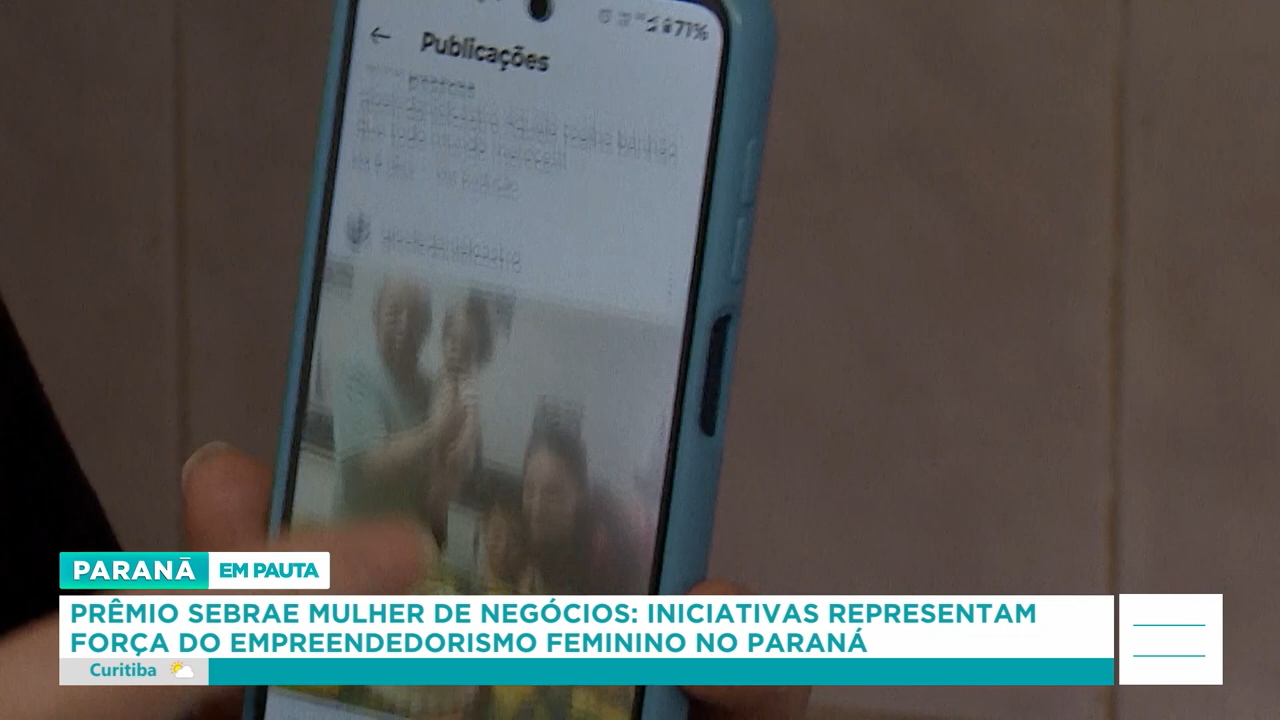 71%
Publicações
PARANÁ EM PAUTA
PRÊMIO SEBRAE MULHER DE NEGÓCIOS: INICIATIVAS REPRESENTAM
FORÇA DO EMPREENDEDORISMO FEMININO NO PARANÁ
Curitiba